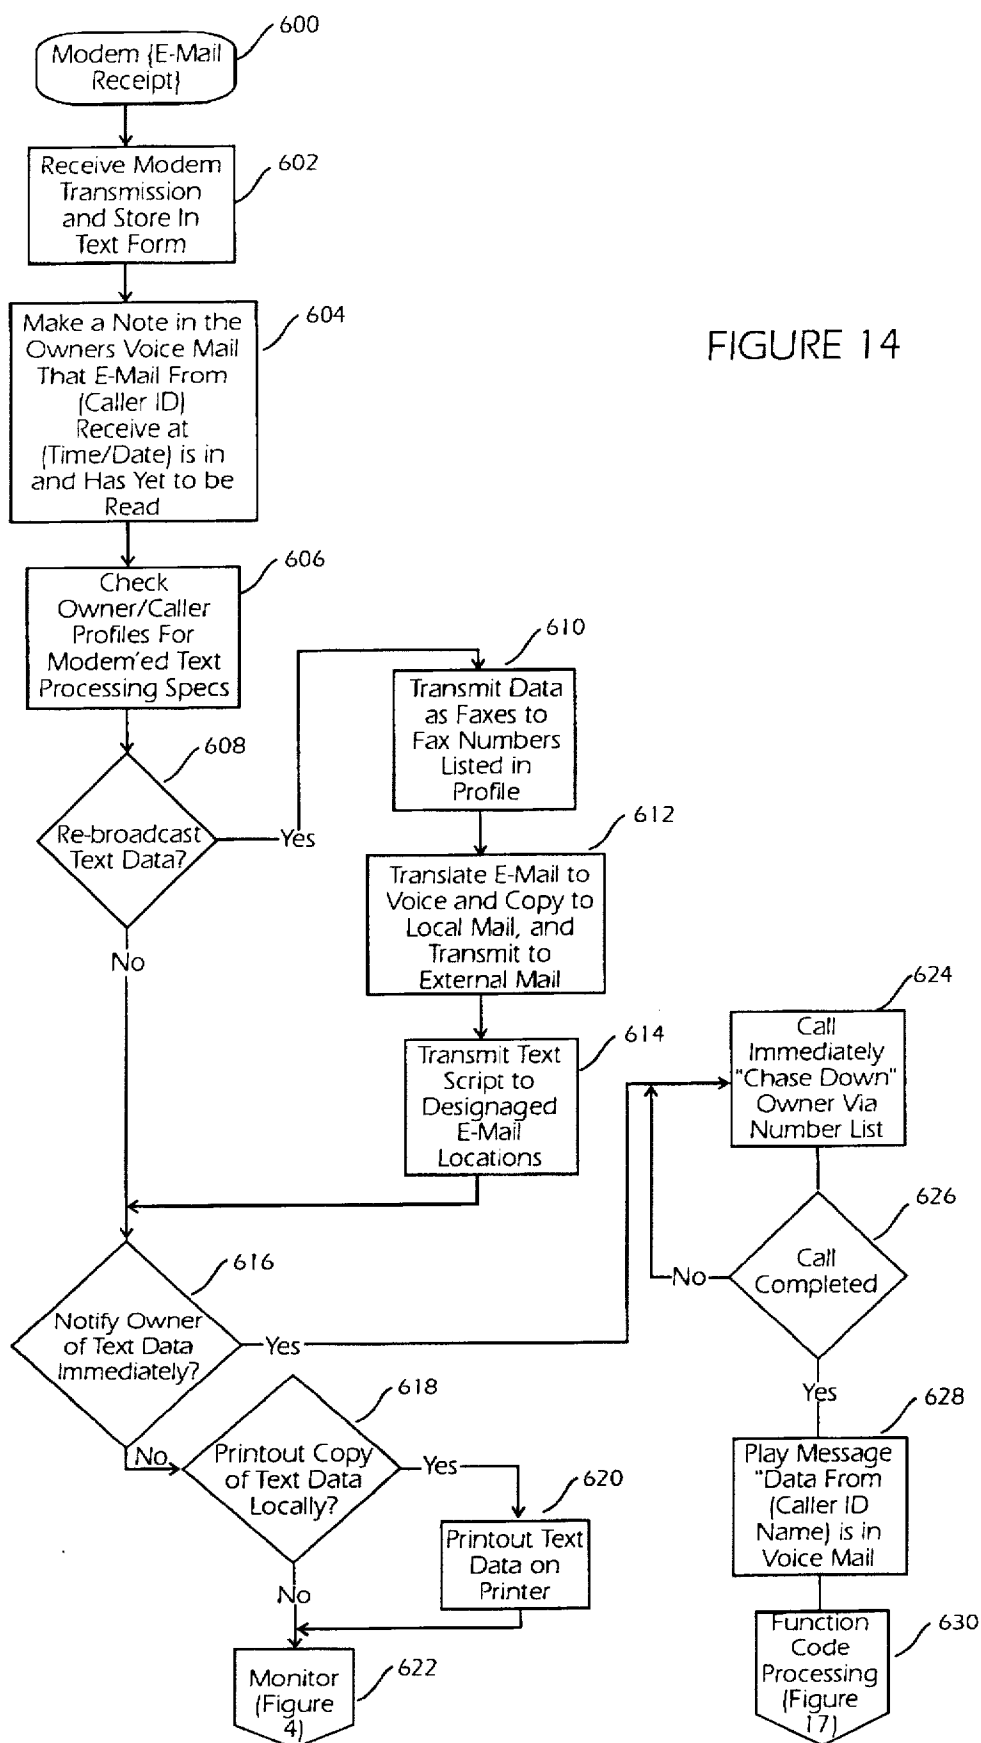 600
Modem {E-Mail
Receipt}
602
Receive Modem
Transmission
and Store In
Text Form
604
Make a Note in the
Owners Voice Mail
That E-Mail From
(Caller ID)
Receive at
(Time/Date) is in
and Has Yet to be
Read
FIGURE 14
606
Check
Owner/Caller
Profiles For
Modem'ed Text
Processing Specs
608
Re-broadcast
Text Data?
Yes
No
610
Transmit Data
as Faxes to
Fax Numbers
Listed in
Profile
612
Translate E-Mail to
Voice and Copy to
Local Mail, and
Transmit to
External Mail
614
Transmit Text
Script to
Designaged
E-Mail
Locations
616
Notify Owner
of Text Data
Immediately?
Yes
No
618
Printout Copy
of Text Data
Locally?
Yes
No
620
Printout Text
Data on
Printer
622
Monitor
(Figure
4)
624
Call
Immediately
"Chase Down"
Owner Via
Number List
626
Call
Completed
No
Yes
628
Play Message
"Data From
(Caller ID
Name) is in
Voice Mail
630
Function
Code
Processing
(Figure
17)